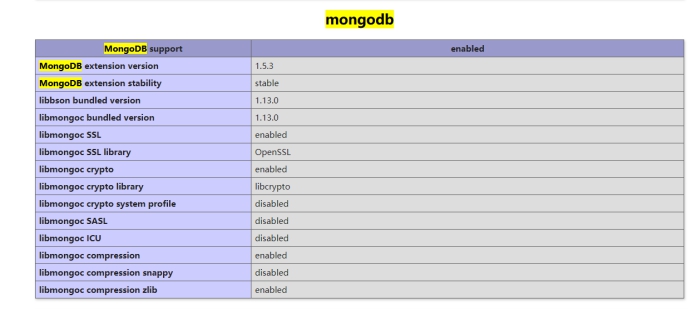 mongodb
MongoDB support enabled
MongoDB extension version 1.5.3
MongoDB extension stability stable
libbson bundled version 1.13.0
libmongoc bundled version 1.13.0
libmongoc SSL enabled
libmongoc SSL library OpenSSL
libmongoc crypto enabled
libmongoc crypto library libcrypto
libmongoc crypto system profile disabled
libmongoc SASL disabled
libmongoc ICU disabled
libmongoc compression enabled
libmongoc compression snappy disabled
libmongoc compression zlib enabled